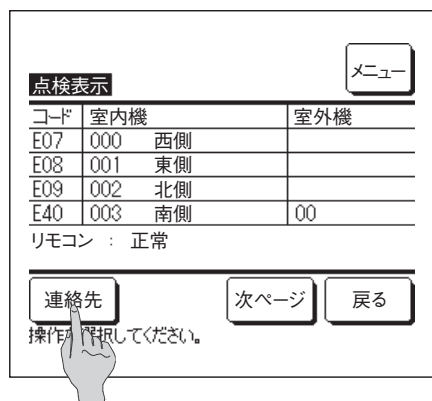 メニュー
点検表示
コード 室内機 室外機
E07 000 西側
E08 001 東側
E09 002 北側
E40 003 南側 00
リモコン : 正常
連絡先 次ページ 戻る
操作を選択してください。